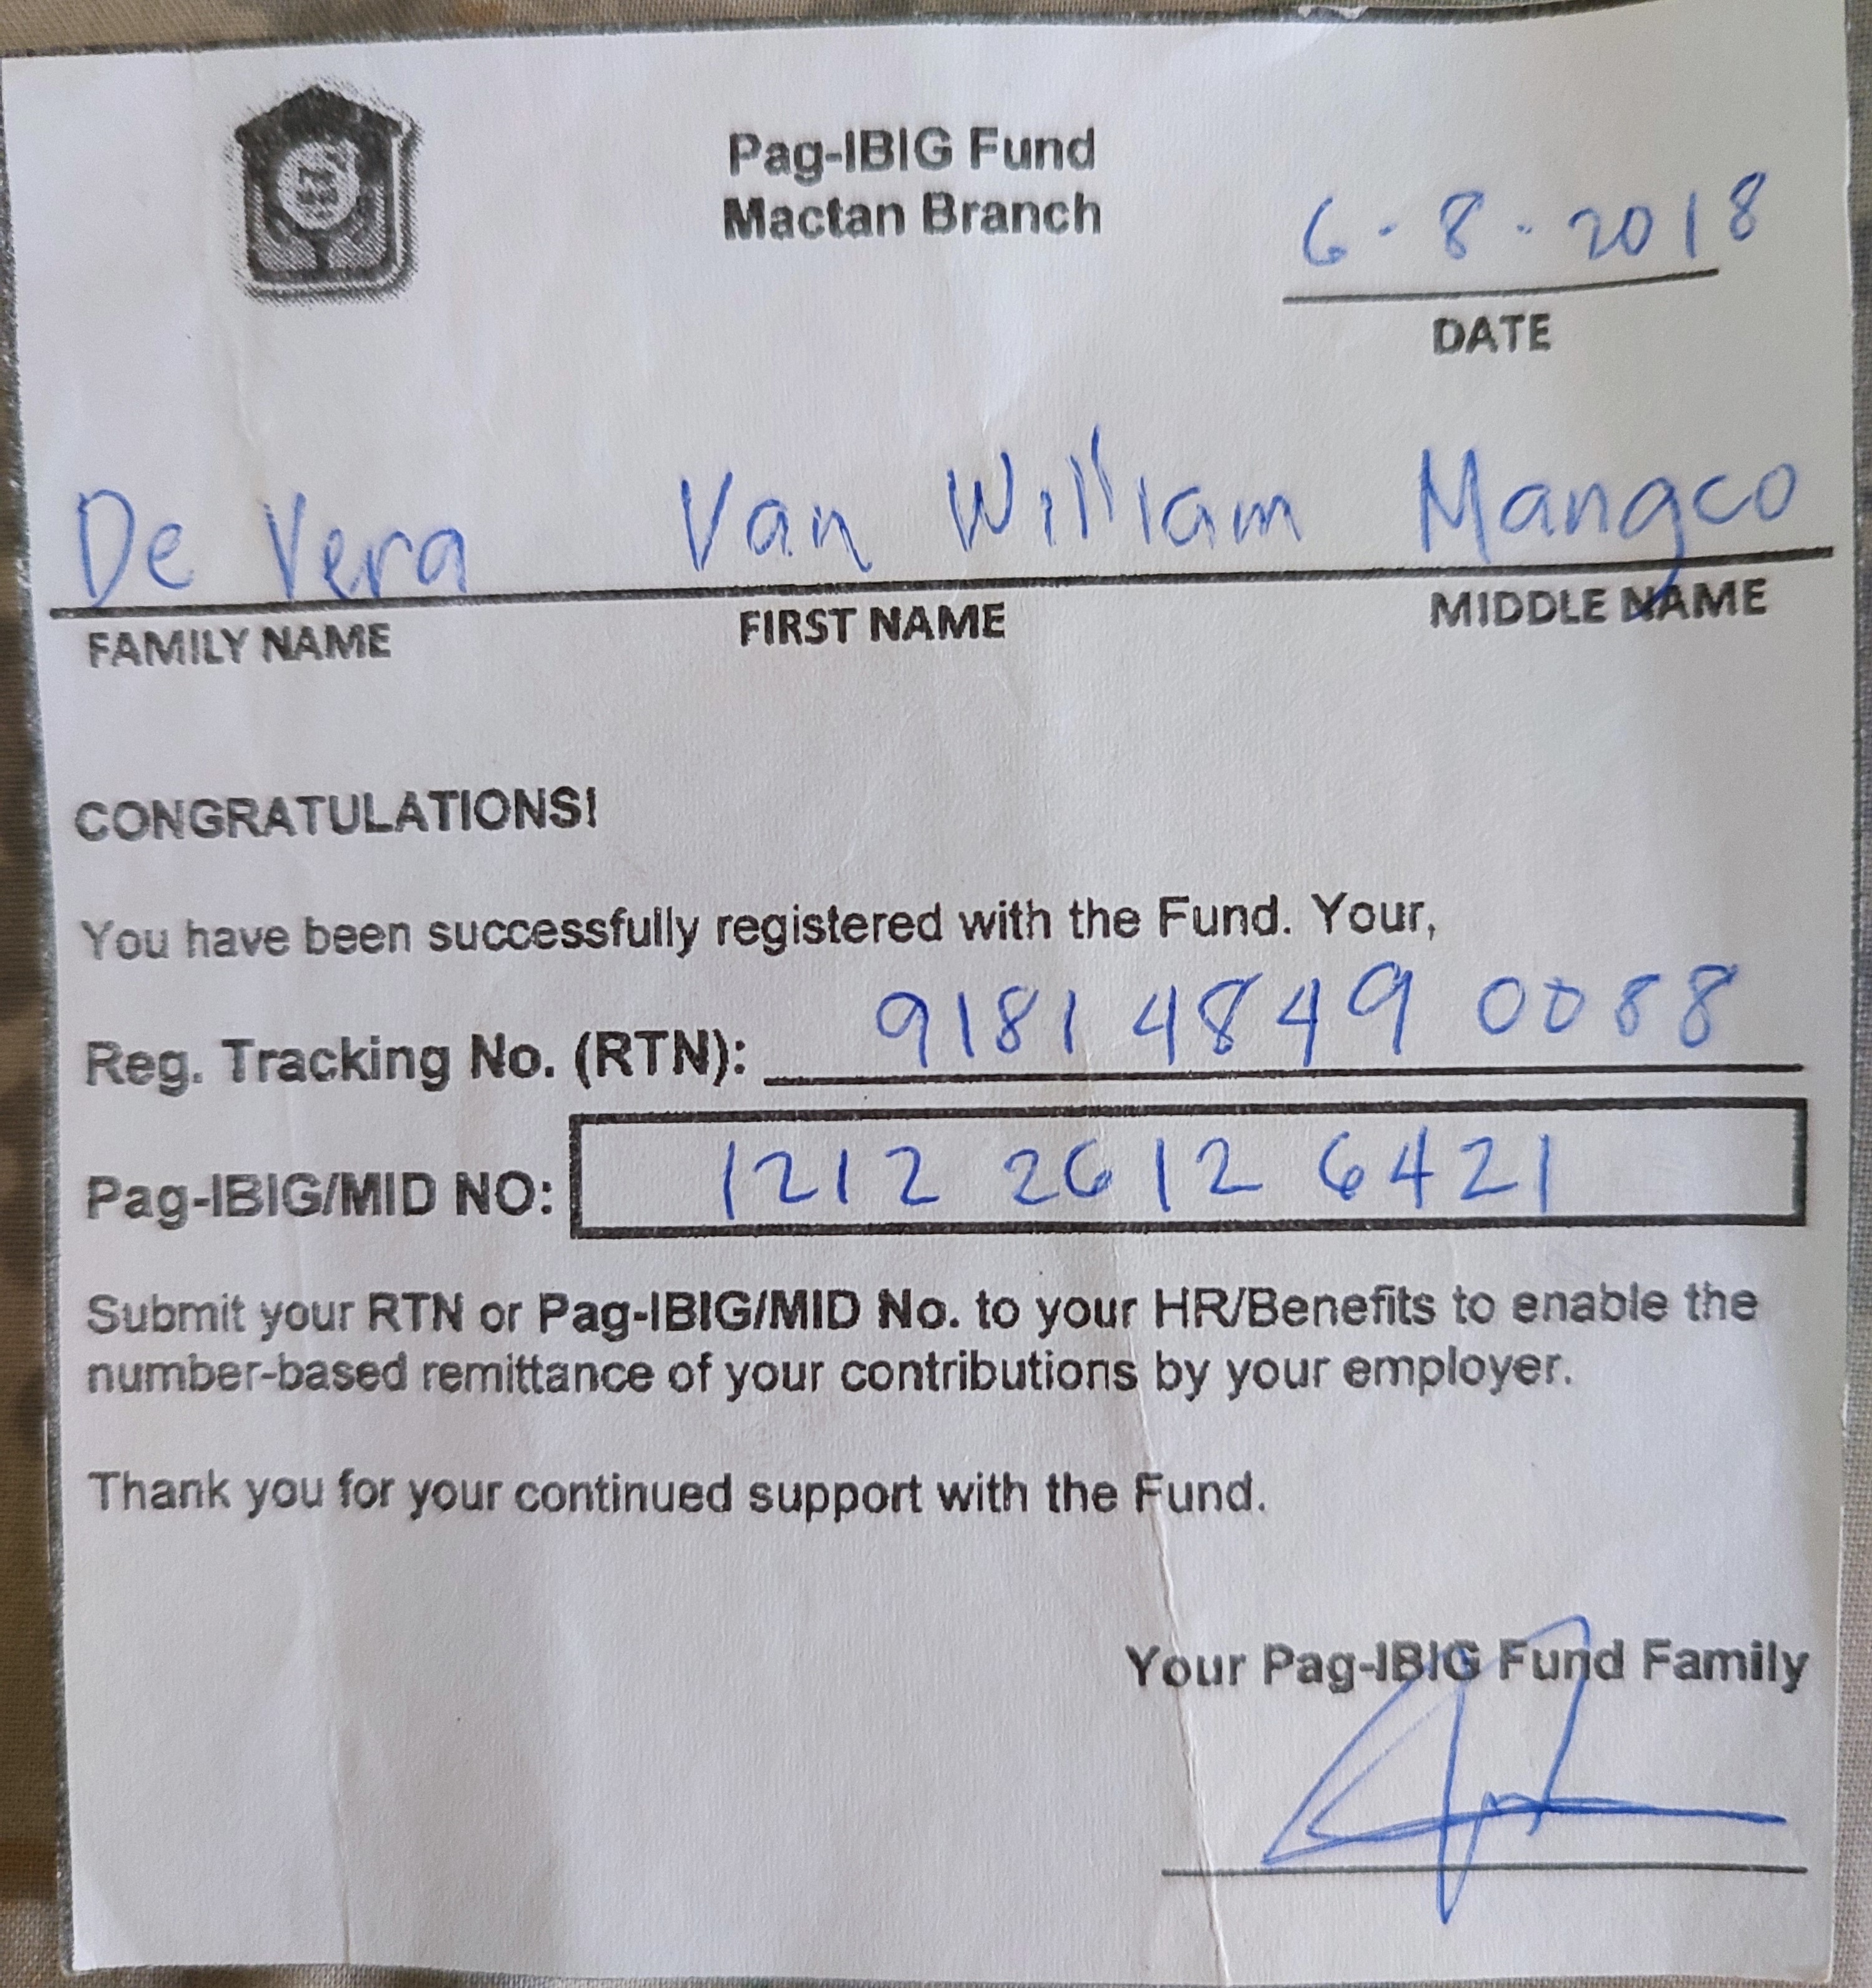 Pag-IBIG Fund
Mactan Branch
6-8-2018
DATE
De Vera Van William Mangco
FAMILY NAME FIRST NAME MIDDLE NAME
CONGRATULATIONS!
You have been successfully registered with the Fund. Your,
Reg. Tracking No. (RTN): 9181 4849 0088
Pag-IBIG/MID NO: 1212 2612 6421
Submit your RTN or Pag-IBIG/MID No. to your HR/Benefits to enable the
number-based remittance of your contributions by your employer.
Thank you for your continued support with the Fund.
Your Pag-IBIG Fund Family